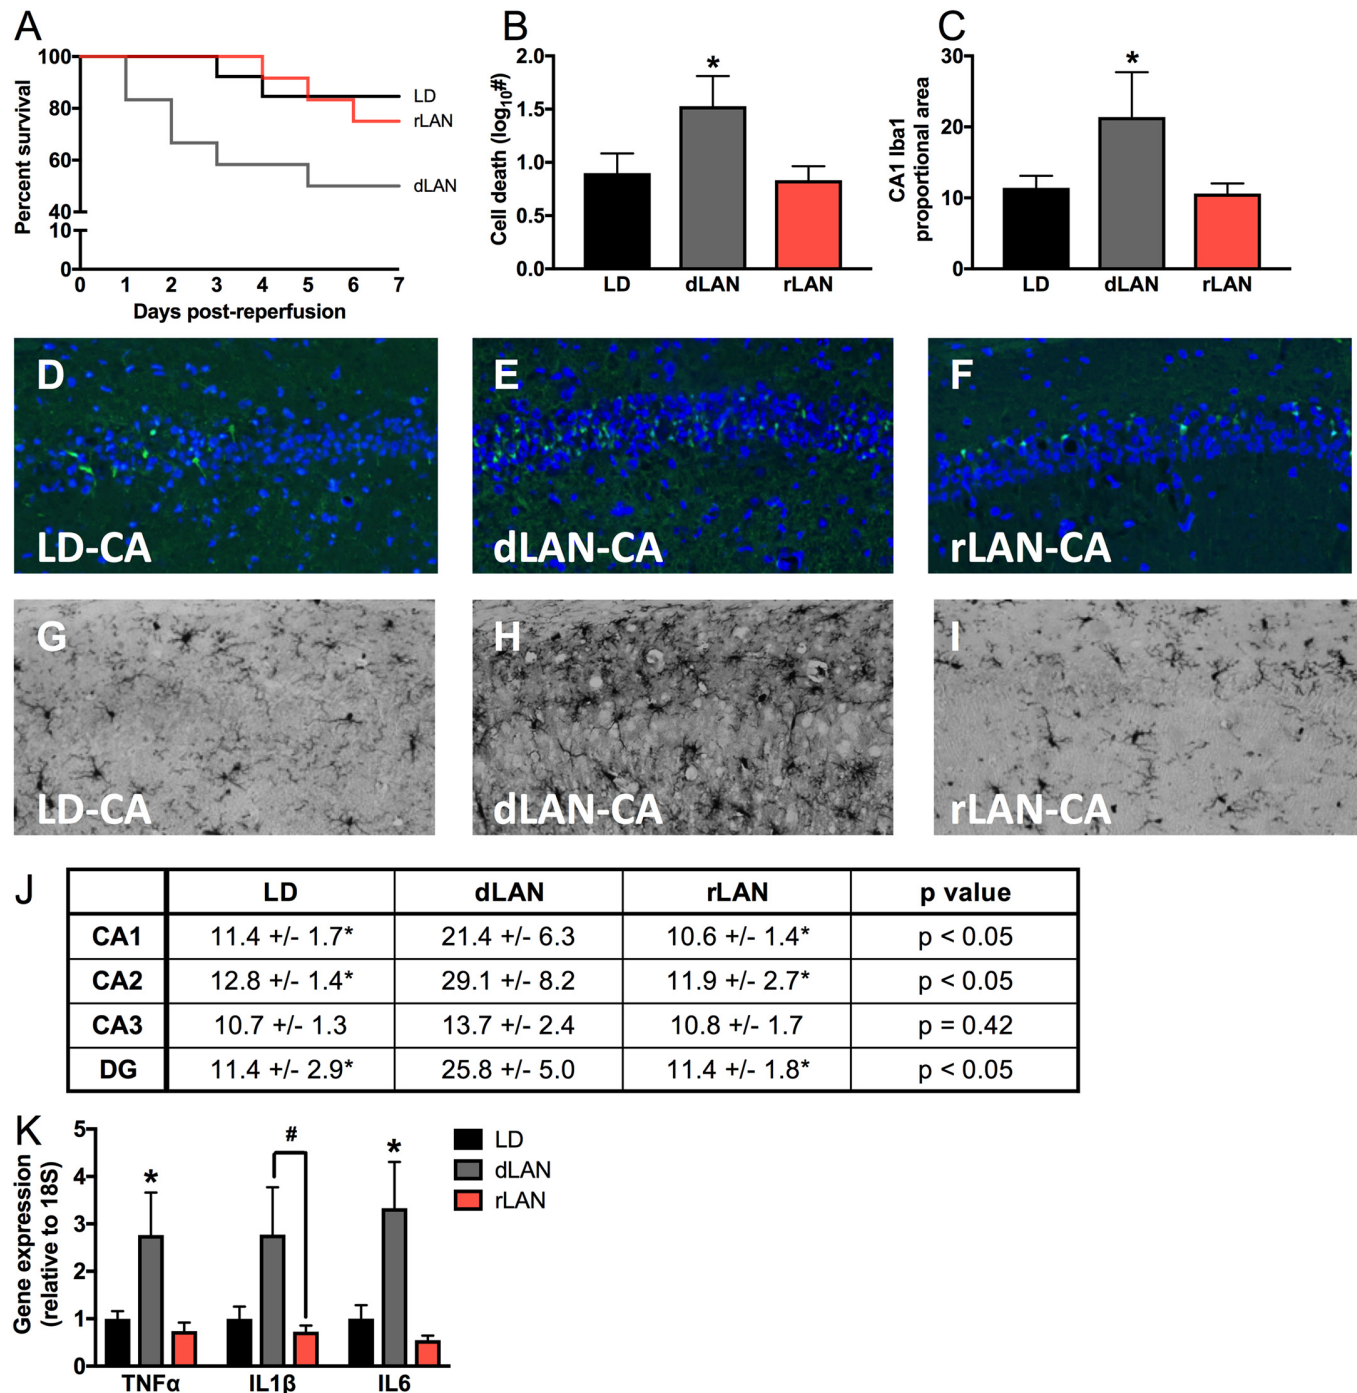 A
Percent survival
100
80
60
40
10
0
0 1 2 3 4 5 6 7
Days post-reperfusion
LD
rLAN
dLAN
B
Cell death (log10#)
2.0
1.5
1.0
0.5
0.0
*
LD dLAN rLAN
C
CA1 Iba1
proportional area
30
20
10
0
*
LD dLAN rLAN
D
LD-CA
E
dLAN-CA
F
rLAN-CA
G
LD-CA
H
dLAN-CA
I
rLAN-CA
J
LD dLAN rLAN p value
CA1 11.4 +/- 1.7* 21.4 +/- 6.3 10.6 +/- 1.4* p < 0.05
CA2 12.8 +/- 1.4* 29.1 +/- 8.2 11.9 +/- 2.7* p < 0.05
CA3 10.7 +/- 1.3 13.7 +/- 2.4 10.8 +/- 1.7 p = 0.42
DG 11.4 +/- 2.9* 25.8 +/- 5.0 11.4 +/- 1.8* p < 0.05
K
Gene expression
(relative to 18S)
5
4
3
2
1
0
* # *
TNFα IL1β IL6
LD
dLAN
rLAN